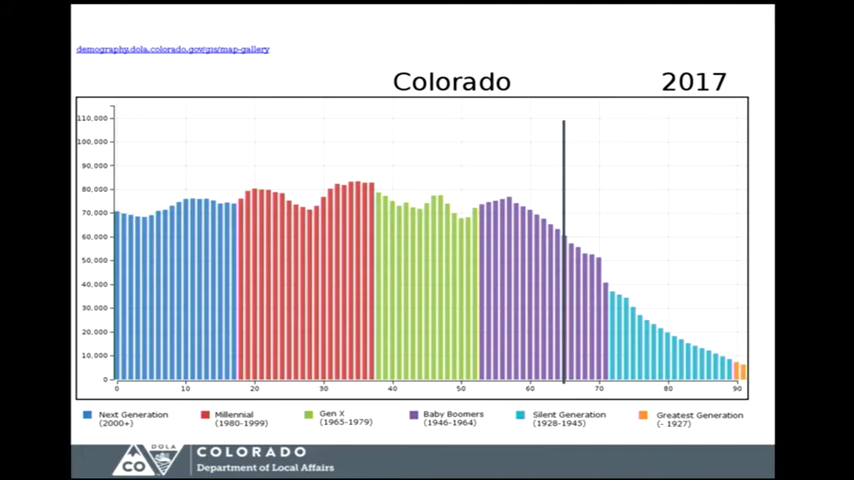 demography.dola.colorado.gov/gis/map-gallery
Colorado 2017
110,000
100,000
90,000
80,000
70,000
60,000
50,000
40,000
30,000
20,000
10,000
0
0 10 20 30 40 50 60 70 80 90
Next Generation (2000+)
Millennial (1980-1999)
Gen X (1965-1979)
Baby Boomers (1946-1964)
Silent Generation (1928-1945)
Greatest Generation (- 1927)
CO
DOLA
COLORADO
Department of Local Affairs